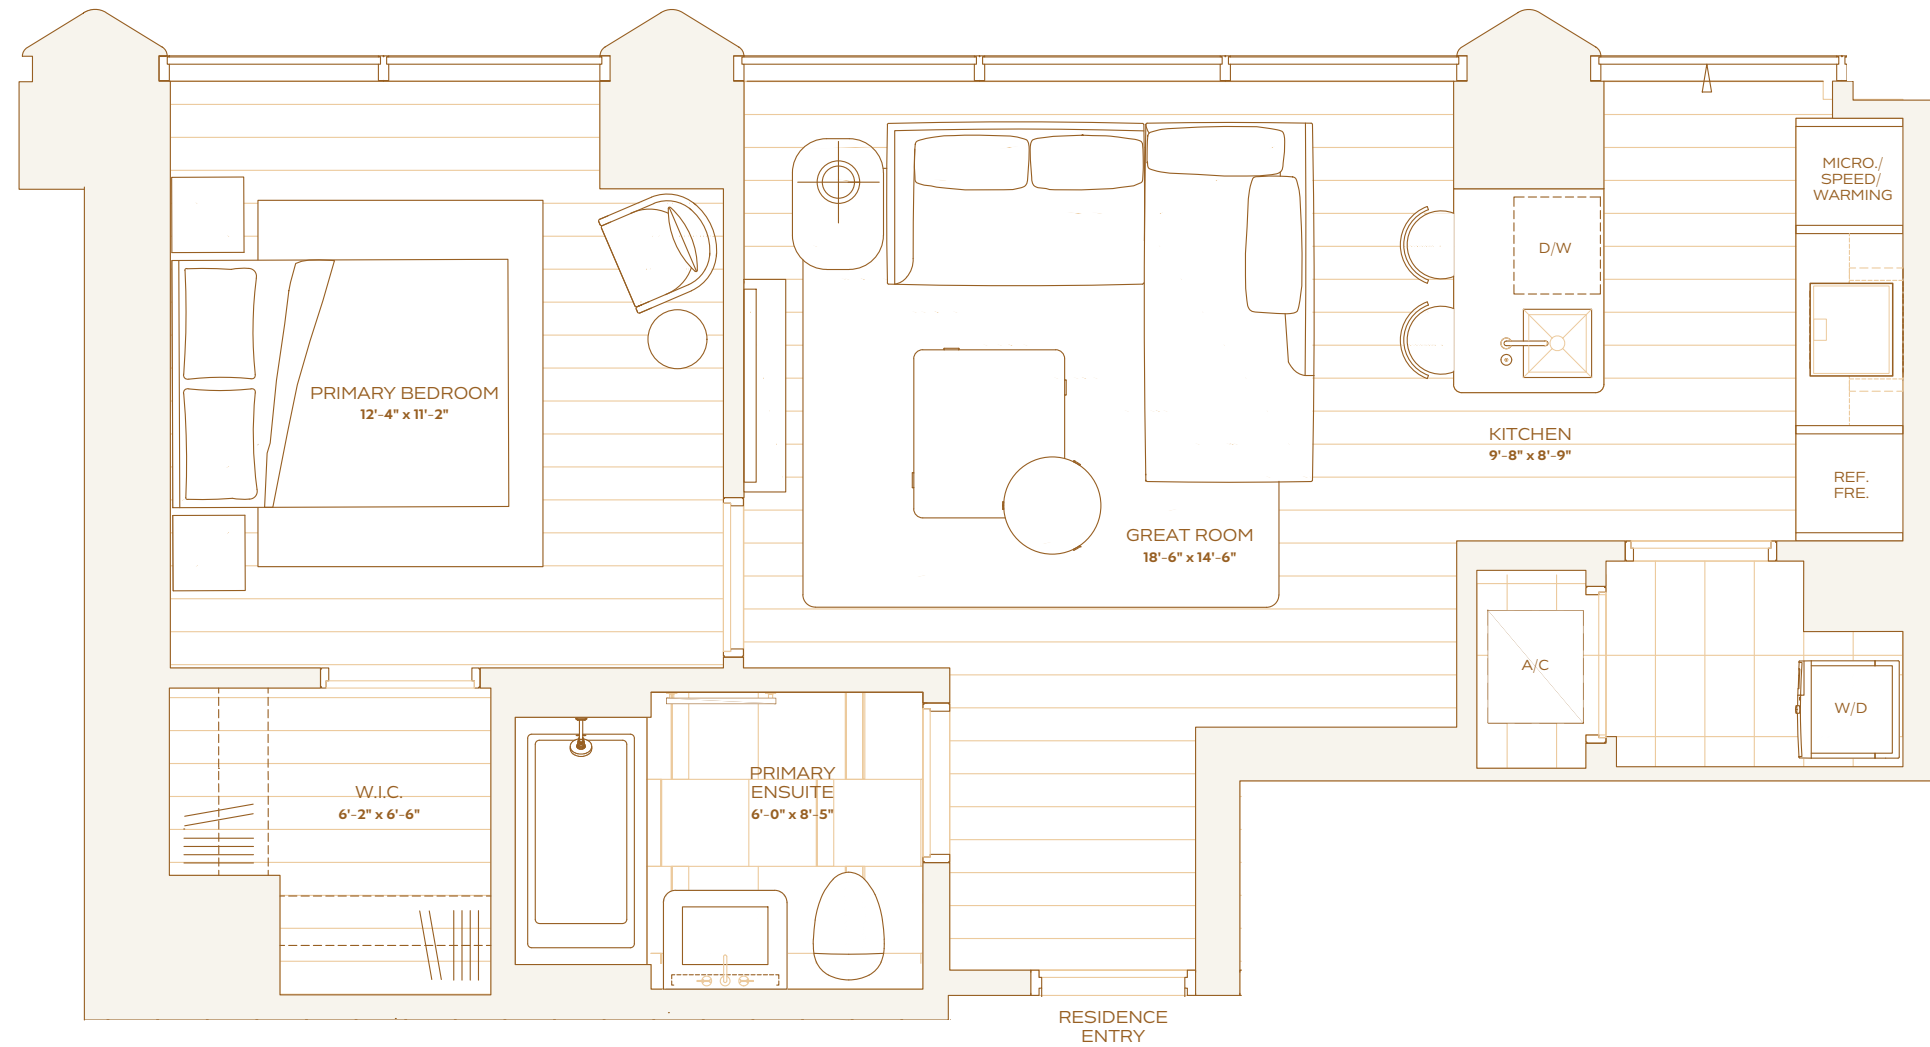 MICRO./
SPEED/
WARMING
D/W
PRIMARY BEDROOM
12'-4" x 11'-2"
KITCHEN
9'-8" x 8'-9"
REF.
FRE.
GREAT ROOM
18'-6" x 14'-6"
A/C
W/D
W.I.C.
6'-2" x 6'-6"
PRIMARY
ENSUITE
6'-0" x 8'-5"
RESIDENCE
ENTRY